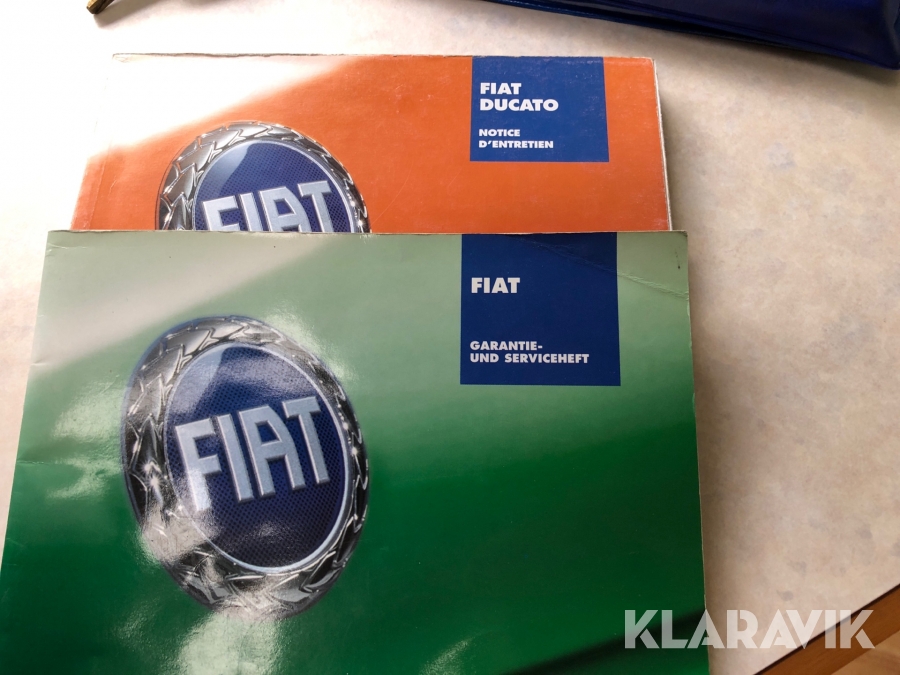 FIAT
DUCATO
NOTICE
D'ENTRETIEN
FIAT
FIAT
GARANTIE-
UND SERVICEHEFT
FIAT
KLARAVIK